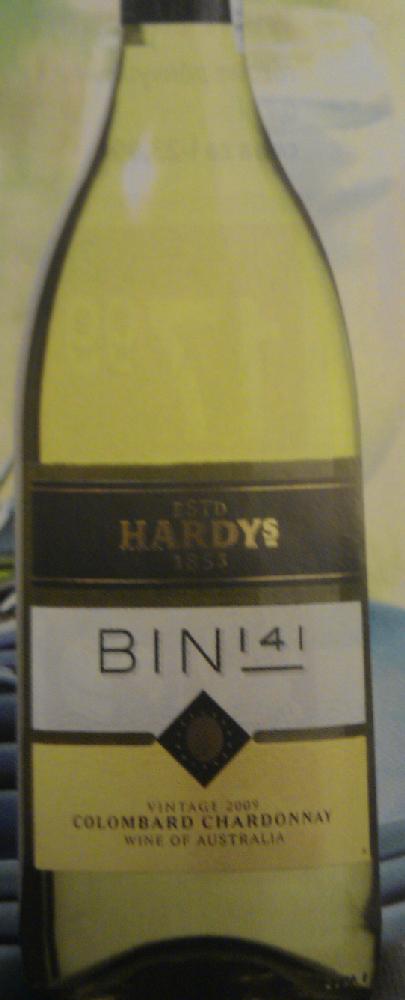 ESTD
HARDYS
1853
BIN 141
VINTAGE 2009
COLOMBARD CHARDONNAY
WINE OF AUSTRALIA